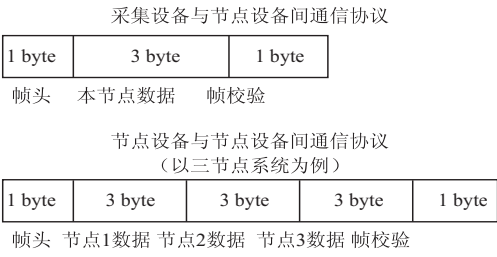 采集设备与节点设备间通信协议
1 byte 3 byte 1 byte
帧头 本节点数据 帧校验
节点设备与节点设备间通信协议
（以三节点系统为例）
1 byte 3 byte 3 byte 3 byte 1 byte
帧头 节点1数据 节点2数据 节点3数据 帧校验